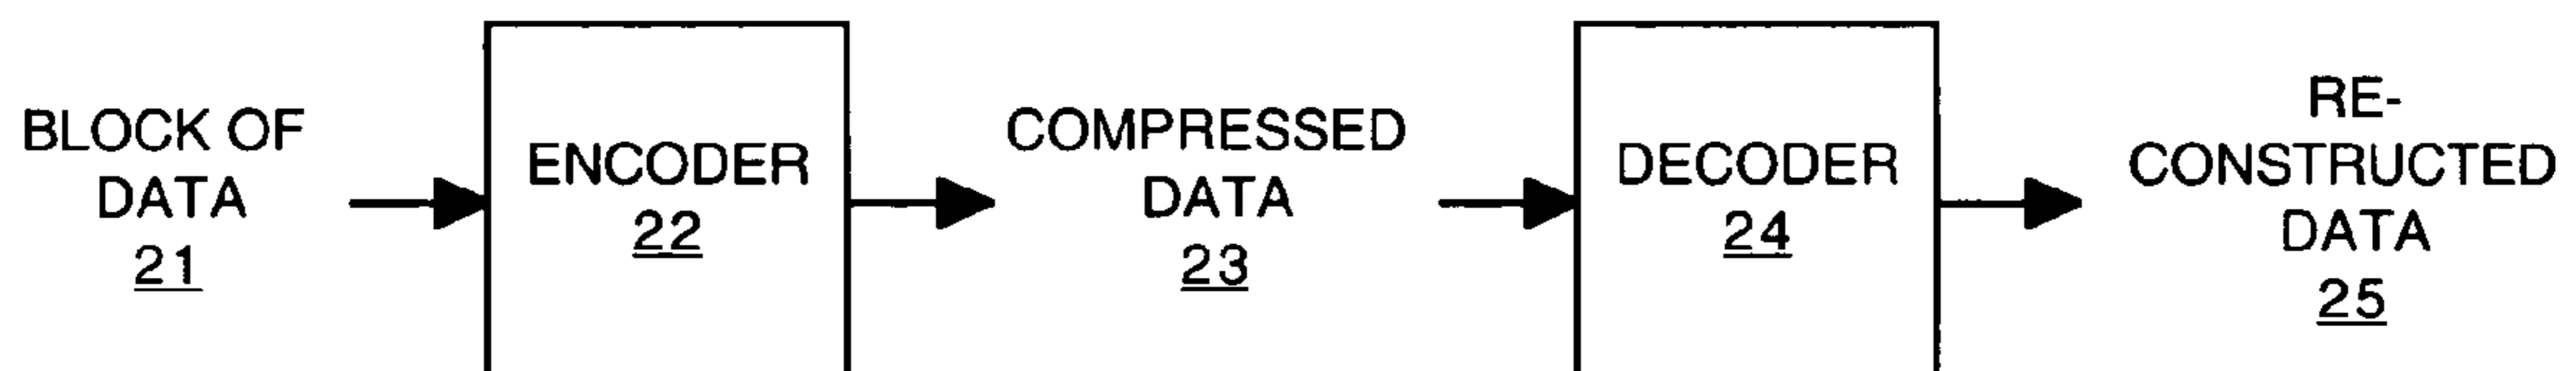 BLOCK OF
DATA
21
ENCODER
22
COMPRESSED
DATA
23
DECODER
24
RE-
CONSTRUCTED
DATA
25